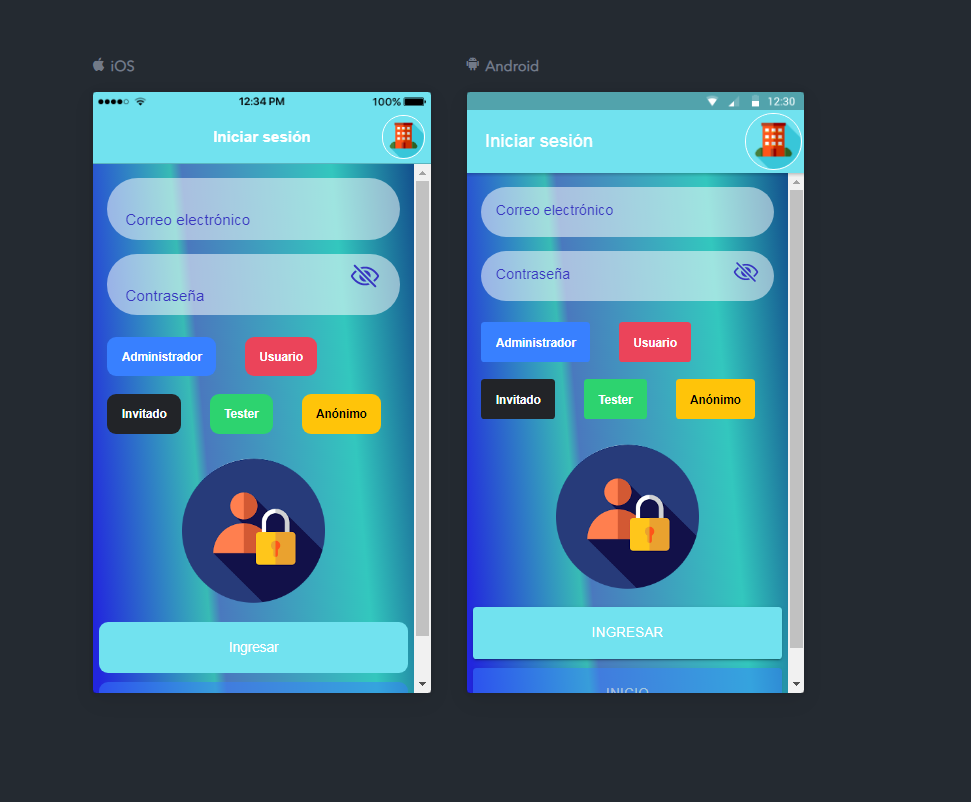 iOS
12:34 PM 100%
Iniciar sesión
Correo electrónico
Contraseña
Administrador Usuario
Invitado Tester Anónimo
Ingresar
Android
12:30
Iniciar sesión
Correo electrónico
Contraseña
Administrador Usuario
Invitado Tester Anónimo
INGRESAR
INICIO